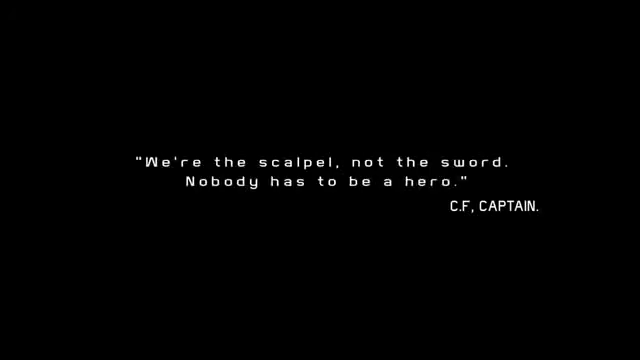 "We're the scalpel, not the sword.
Nobody has to be a hero."
C.F, CAPTAIN.